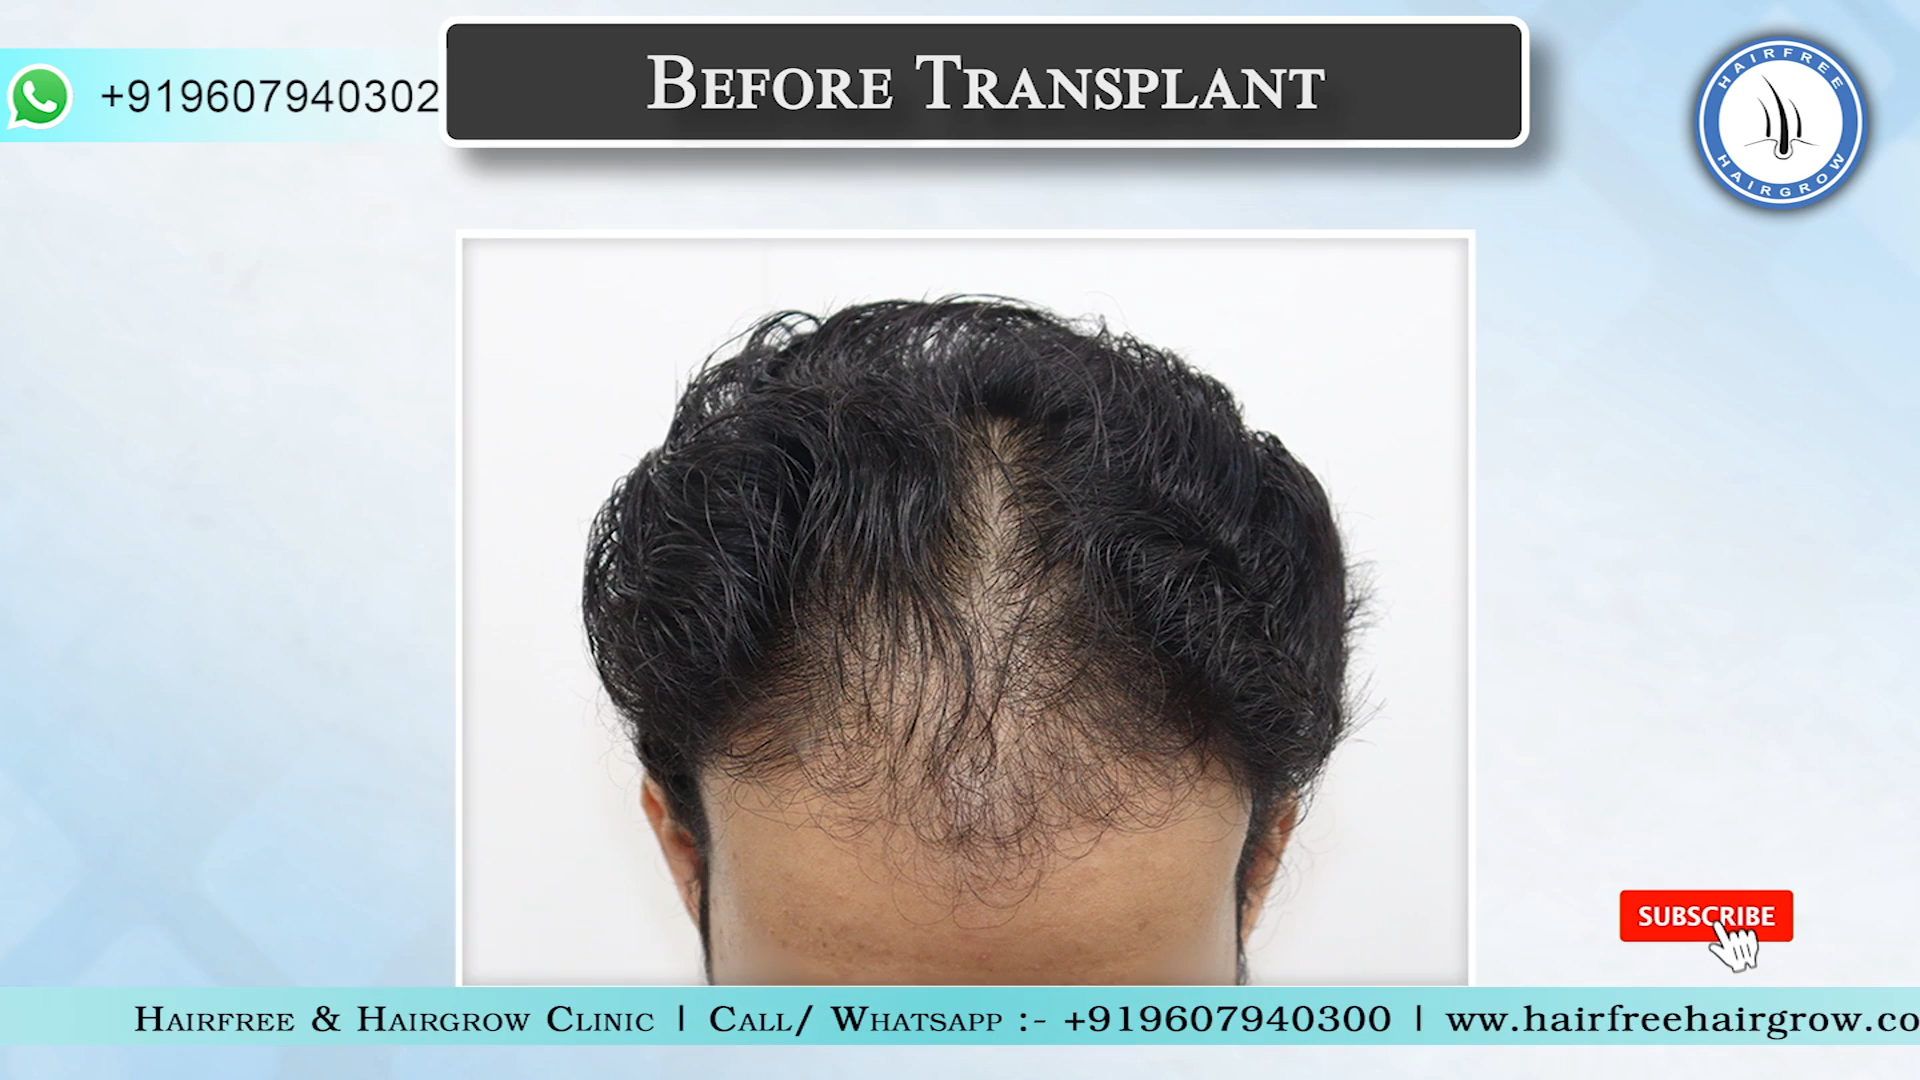 BEFORE TRANSPLANT
+919607940302
HAIRFREE
HAIRGROW
SUBSCRIBE
HAIRFREE & HAIRGROW CLINIC | CALL/ WHATSAPP :- +919607940300 | www.hairfreehairgrow.co